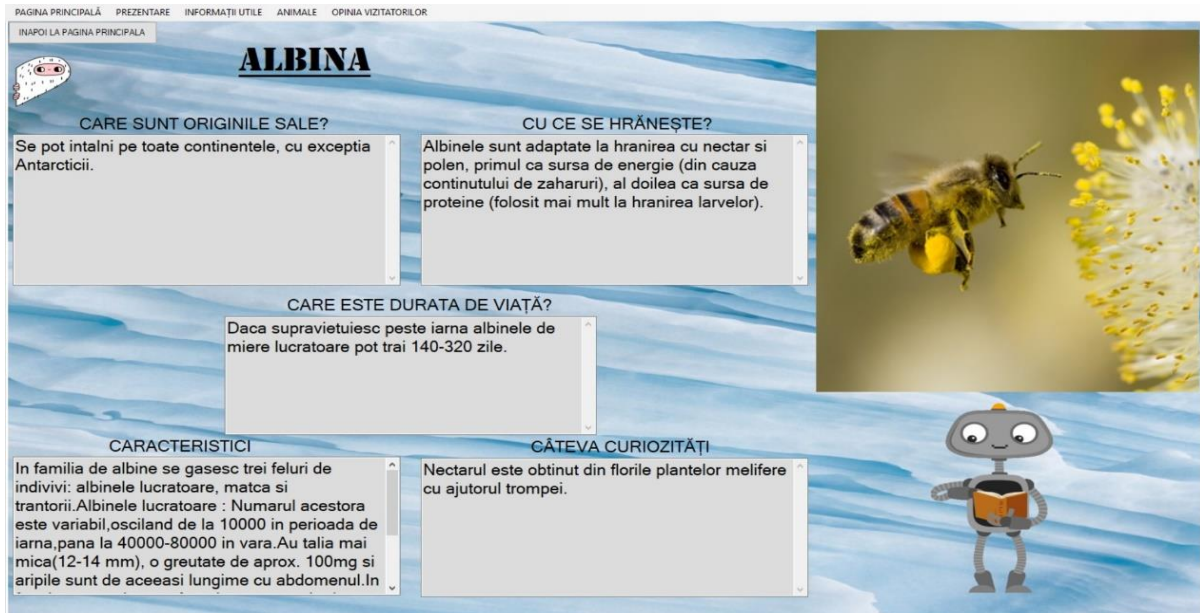 PAGINA PRINCIPALĂ PREZENTARE INFORMAȚII UTILE ANIMALE OPINIA VIZITATORILOR
INAPOI LA PAGINA PRINCIPALA
ALBINA
CARE SUNT ORIGINILE SALE?
Se pot intalni pe toate continentele, cu exceptia
Antarcticii.
CU CE SE HRĂNEȘTE?
Albinele sunt adaptate la hranirea cu nectar si
polen, primul ca sursa de energie (din cauza
continutului de zaharuri), al doilea ca sursa de
proteine (folosit mai mult la hranirea larvelor).
CARE ESTE DURATA DE VIAȚĂ?
Daca supravietuiesc peste iarna albinele de
miere lucratoare pot trai 140-320 zile.
CARACTERISTICI
In familia de albine se gasesc trei feluri de
indivivi: albinele lucratoare, matca si
trantorii.Albinele lucratoare : Numarul acestora
este variabil,osciland de la 10000 in perioada de
iarna,pana la 40000-80000 in vara.Au talia mai
mica(12-14 mm), o greutate de aprox. 100mg si
aripile sunt de aceeasi lungime cu abdomenul.In
CÂTEVA CURIOZITĂȚI
Nectarul este obtinut din florile plantelor melifere
cu ajutorul trompei.